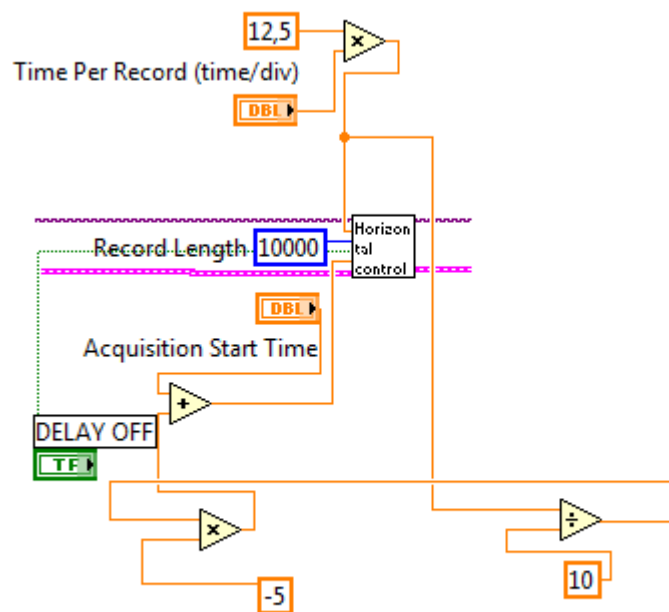 12,5
×
Time Per Record (time/div)
DBL
Record Length 10000
Horizon
tal
control
DBL
Acquisition Start Time
+
DELAY OFF
TF
×
÷
-5
10